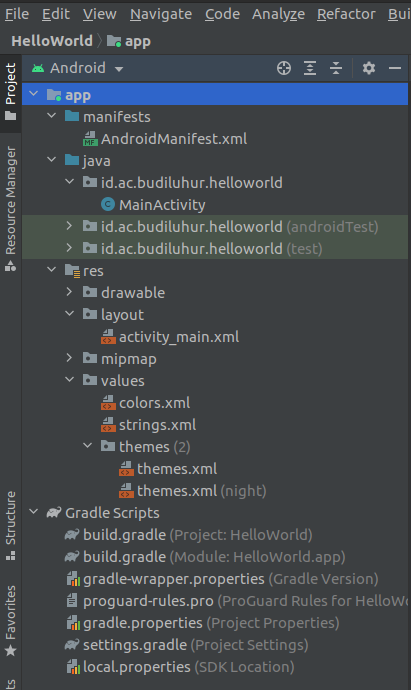 File Edit View Navigate Code Analyze Refactor
HelloWorld app
Project
Resource Manager
Structure
Favorites
Android
app
manifests
MF
AndroidManifest.xml
java
id.ac.budiluhur.helloworld
C MainActivity
id.ac.budiluhur.helloworld (androidTest)
id.ac.budiluhur.helloworld (test)
res
drawable
layout
activity_main.xml
mipmap
values
colors.xml
strings.xml
themes (2)
themes.xml
themes.xml (night)
Gradle Scripts
build.gradle (Project: HelloWorld)
build.gradle (Module: HelloWorld.app)
gradle-wrapper.properties (Gradle Version)
proguard-rules.pro (ProGuard Rules for HelloWo
gradle.properties (Project Properties)
settings.gradle (Project Settings)
local.properties (SDK Location)